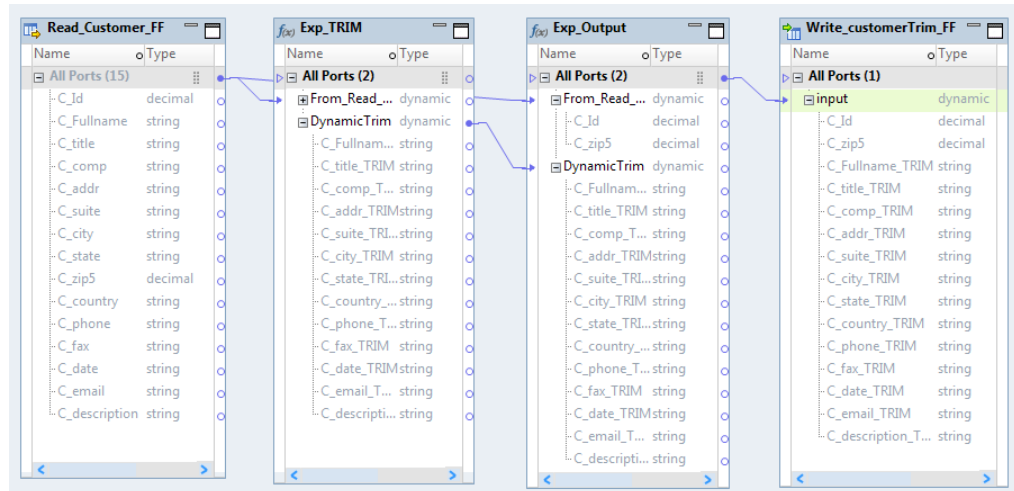 Read_Customer_FF
Name Type
All Ports (15)
C_Id decimal
C_Fullname string
C_title string
C_comp string
C_addr string
C_suite string
C_city string
C_state string
C_zip5 decimal
C_country string
C_phone string
C_fax string
C_date string
C_email string
C_description string
f(x) Exp_TRIM
Name Type
All Ports (2)
From_Read_... dynamic
DynamicTrim dynamic
C_Fullnam... string
C_title_TRIM string
C_comp_T... string
C_addr_TRIM string
C_suite_TRI... string
C_city_TRIM string
C_state_TRI... string
C_country_... string
C_phone_T... string
C_fax_TRIM string
C_date_TRIM string
C_email_T... string
C_descripti... string
f(x) Exp_Output
Name Type
All Ports (2)
From_Read_... dynamic
C_Id decimal
C_zip5 decimal
DynamicTrim dynamic
C_Fullnam... string
C_title_TRIM string
C_comp_T... string
C_addr_TRIM string
C_suite_TRI... string
C_city_TRIM string
C_state_TRI... string
C_country_... string
C_phone_T... string
C_fax_TRIM string
C_date_TRIM string
C_email_T... string
C_descripti... string
Write_customerTrim_FF
Name Type
All Ports (1)
input dynamic
C_Id decimal
C_zip5 decimal
C_Fullname_TRIM string
C_title_TRIM string
C_comp_TRIM string
C_addr_TRIM string
C_suite_TRIM string
C_city_TRIM string
C_state_TRIM string
C_country_TRIM string
C_phone_TRIM string
C_fax_TRIM string
C_date_TRIM string
C_email_TRIM string
C_description_T... string